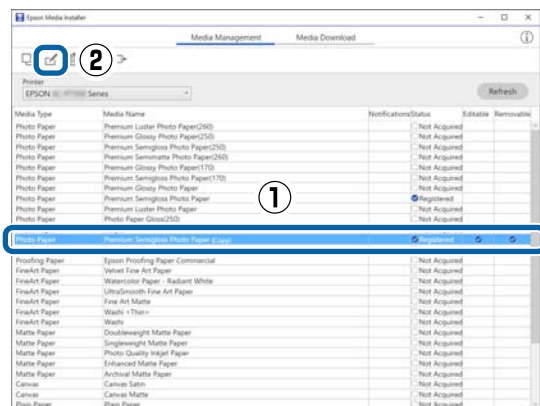 Epson Media Installer
Media Management Media Download
②
Printer
EPSON Series
Refresh
Media Type Media Name Notifications Status Editable Removable
Photo Paper Premium Luster Photo Paper(260) Not Acquired
Photo Paper Premium Glossy Photo Paper(250) Not Acquired
Photo Paper Premium Semigloss Photo Paper(250) Not Acquired
Photo Paper Premium Semimatte Photo Paper(260) Not Acquired
Photo Paper Premium Glossy Photo Paper(170) Not Acquired
Photo Paper Premium Semigloss Photo Paper(170) Not Acquired
Photo Paper Premium Glossy Photo Paper Not Acquired
Photo Paper Premium Semigloss Photo Paper Registered
Photo Paper Premium Luster Photo Paper Not Acquired
Photo Paper Photo Paper Gloss(250) Not Acquired
①
Photo Paper Premium Semigloss Photo Paper (Copy) Registered
Proofing Paper Epson Proofing Paper Commercial Not Acquired
FineArt Paper Velvet Fine Art Paper Not Acquired
FineArt Paper Watercolor Paper - Radiant White Not Acquired
FineArt Paper UltraSmooth Fine Art Paper Not Acquired
FineArt Paper Fine Art Matte Not Acquired
FineArt Paper Washi <Thin> Not Acquired
FineArt Paper Washi Not Acquired
Matte Paper Doubleweight Matte Paper Not Acquired
Matte Paper Singleweight Matte Paper Not Acquired
Matte Paper Photo Quality Inkjet Paper Not Acquired
Matte Paper Enhanced Matte Paper Not Acquired
Matte Paper Archival Matte Paper Not Acquired
Canvas Canvas Satin Not Acquired
Canvas Canvas Matte Not Acquired
Plain Paper Plain Paper Not Acquired